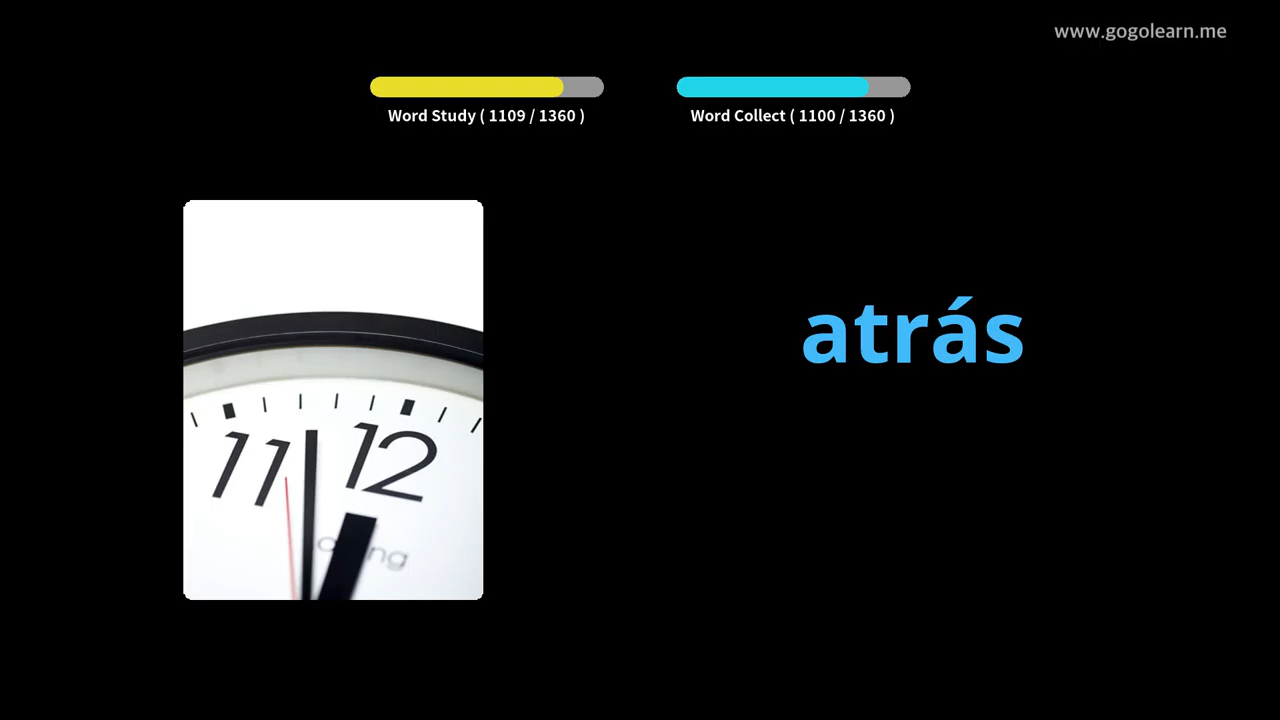 www.gogolearn.me
Word Study ( 1109 / 1360 )
Word Collect ( 1100 / 1360 )
atrás
11
12